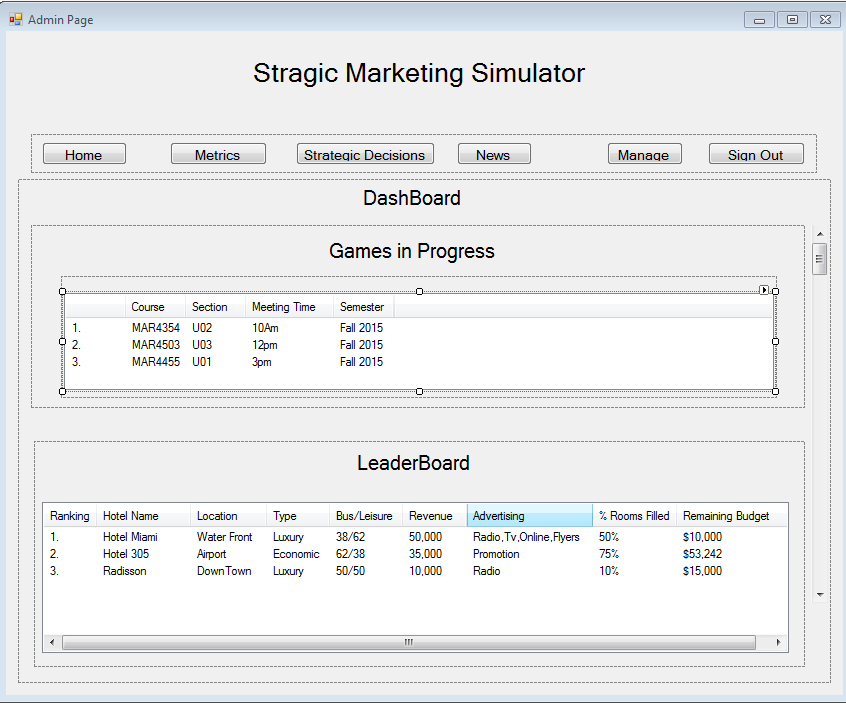 Admin Page
Stragic Marketing Simulator
Home Metrics Strategic Decisions News Manage Sign Out
DashBoard
Games in Progress
Course Section Meeting Time Semester
1. MAR4354 U02 10Am Fall 2015
2. MAR4503 U03 12pm Fall 2015
3. MAR4455 U01 3pm Fall 2015
LeaderBoard
Ranking Hotel Name Location Type Bus/Leisure Revenue Advertising % Rooms Filled Remaining Budget
1. Hotel Miami Water Front Luxury 38/62 50,000 Radio,Tv,Online,Flyers 50% $10,000
2. Hotel 305 Airport Economic 62/38 35,000 Promotion 75% $53,242
3. Radisson DownTown Luxury 50/50 10,000 Radio 10% $15,000